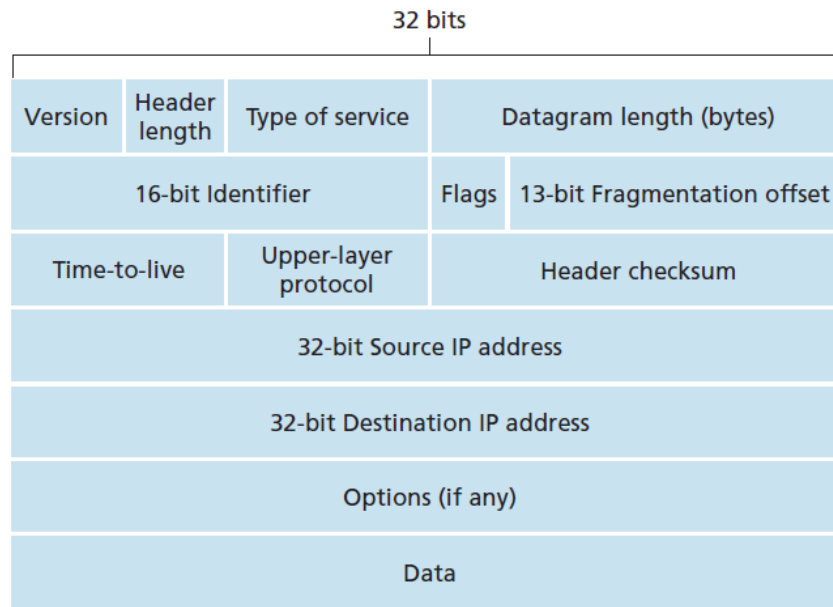 32 bits
Version
Header
length
Type of service
Datagram length (bytes)
16-bit Identifier
Flags
13-bit Fragmentation offset
Time-to-live
Upper-layer
protocol
Header checksum
32-bit Source IP address
32-bit Destination IP address
Options (if any)
Data